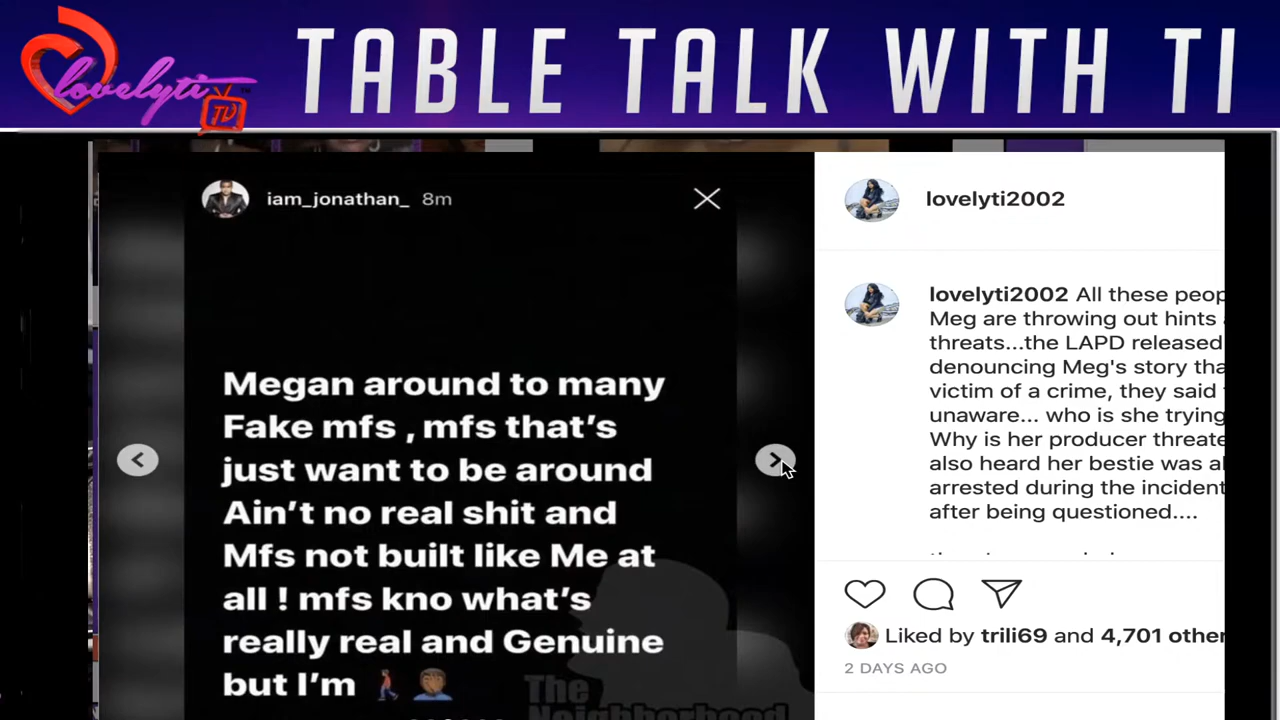 lovelyti
TV
TABLE TALK WITH TI
iam_jonathan_ 8m
Megan around to many
Fake mfs , mfs that's
just want to be around
Ain't no real shit and
Mfs not built like Me at
all ! mfs kno what's
really real and Genuine
but I'm
The
Neighborhood
lovelyti2002
lovelyti2002 All these peop
Meg are throwing out hints
threats...the LAPD released
denouncing Meg's story tha
victim of a crime, they said
unaware... who is she trying
Why is her producer threate
also heard her bestie was al
arrested during the incident
after being questioned....
Liked by trili69 and 4,701 other
2 DAYS AGO